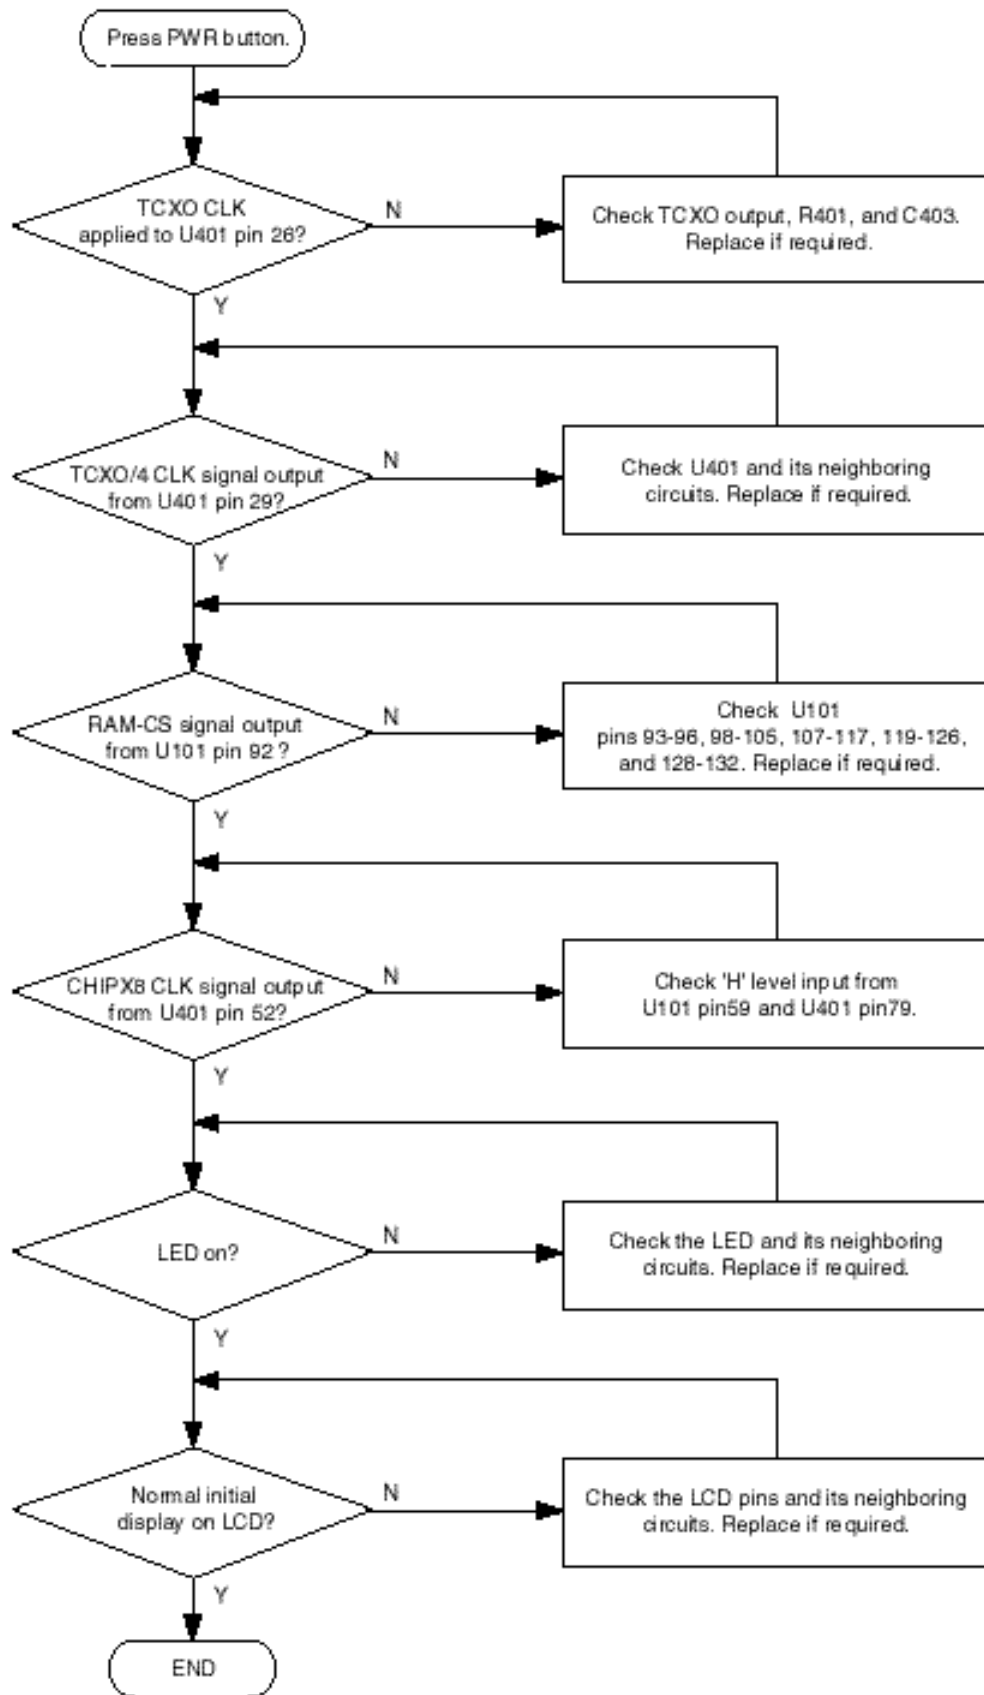 Press PWR button.
TCXO CLK
applied to U401 pin 26?
N
Check TCXO output, R401, and C403.
Replace if required.
Y
TCXO/4 CLK signal output
from U401 pin 29?
N
Check U401 and its neighboring
circuits. Replace if required.
Y
RAM-CS signal output
from U101 pin 92?
N
Check U101
pins 93-96, 98-105, 107-117, 119-126,
and 128-132. Replace if required.
Y
CHIPX8 CLK signal output
from U401 pin 52?
N
Check 'H' level input from
U101 pin59 and U401 pin79.
Y
LED on?
N
Check the LED and its neighboring
circuits. Replace if required.
Y
Normal initial
display on LCD?
N
Check the LCD pins and its neighboring
circuits. Replace if required.
Y
END